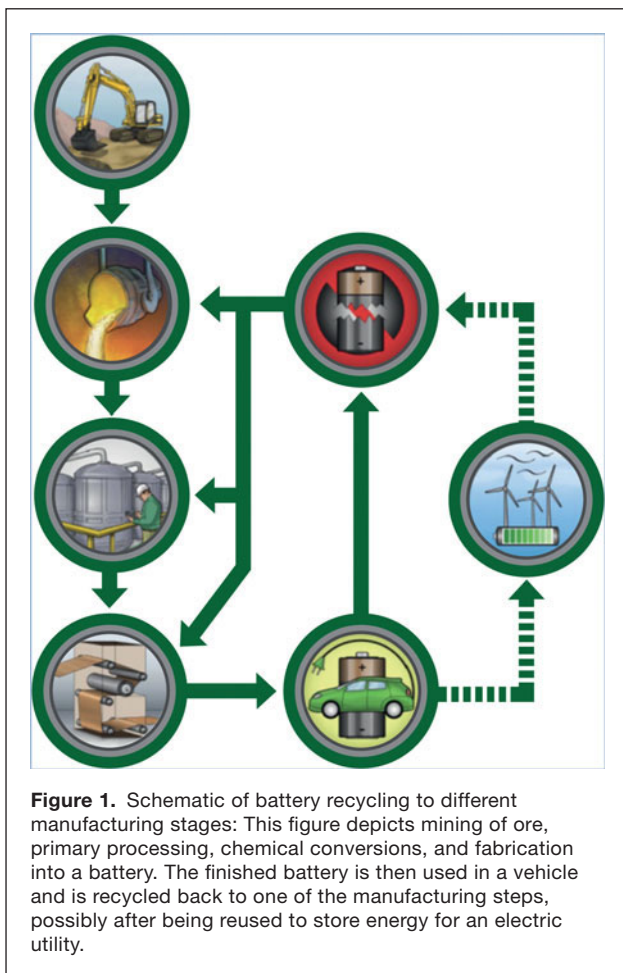 +
-
+
Figure 1. Schematic of battery recycling to different
manufacturing stages: This figure depicts mining of ore,
primary processing, chemical conversions, and fabrication
into a battery. The finished battery is then used in a vehicle
and is recycled back to one of the manufacturing steps,
possibly after being reused to store energy for an electric
utility.